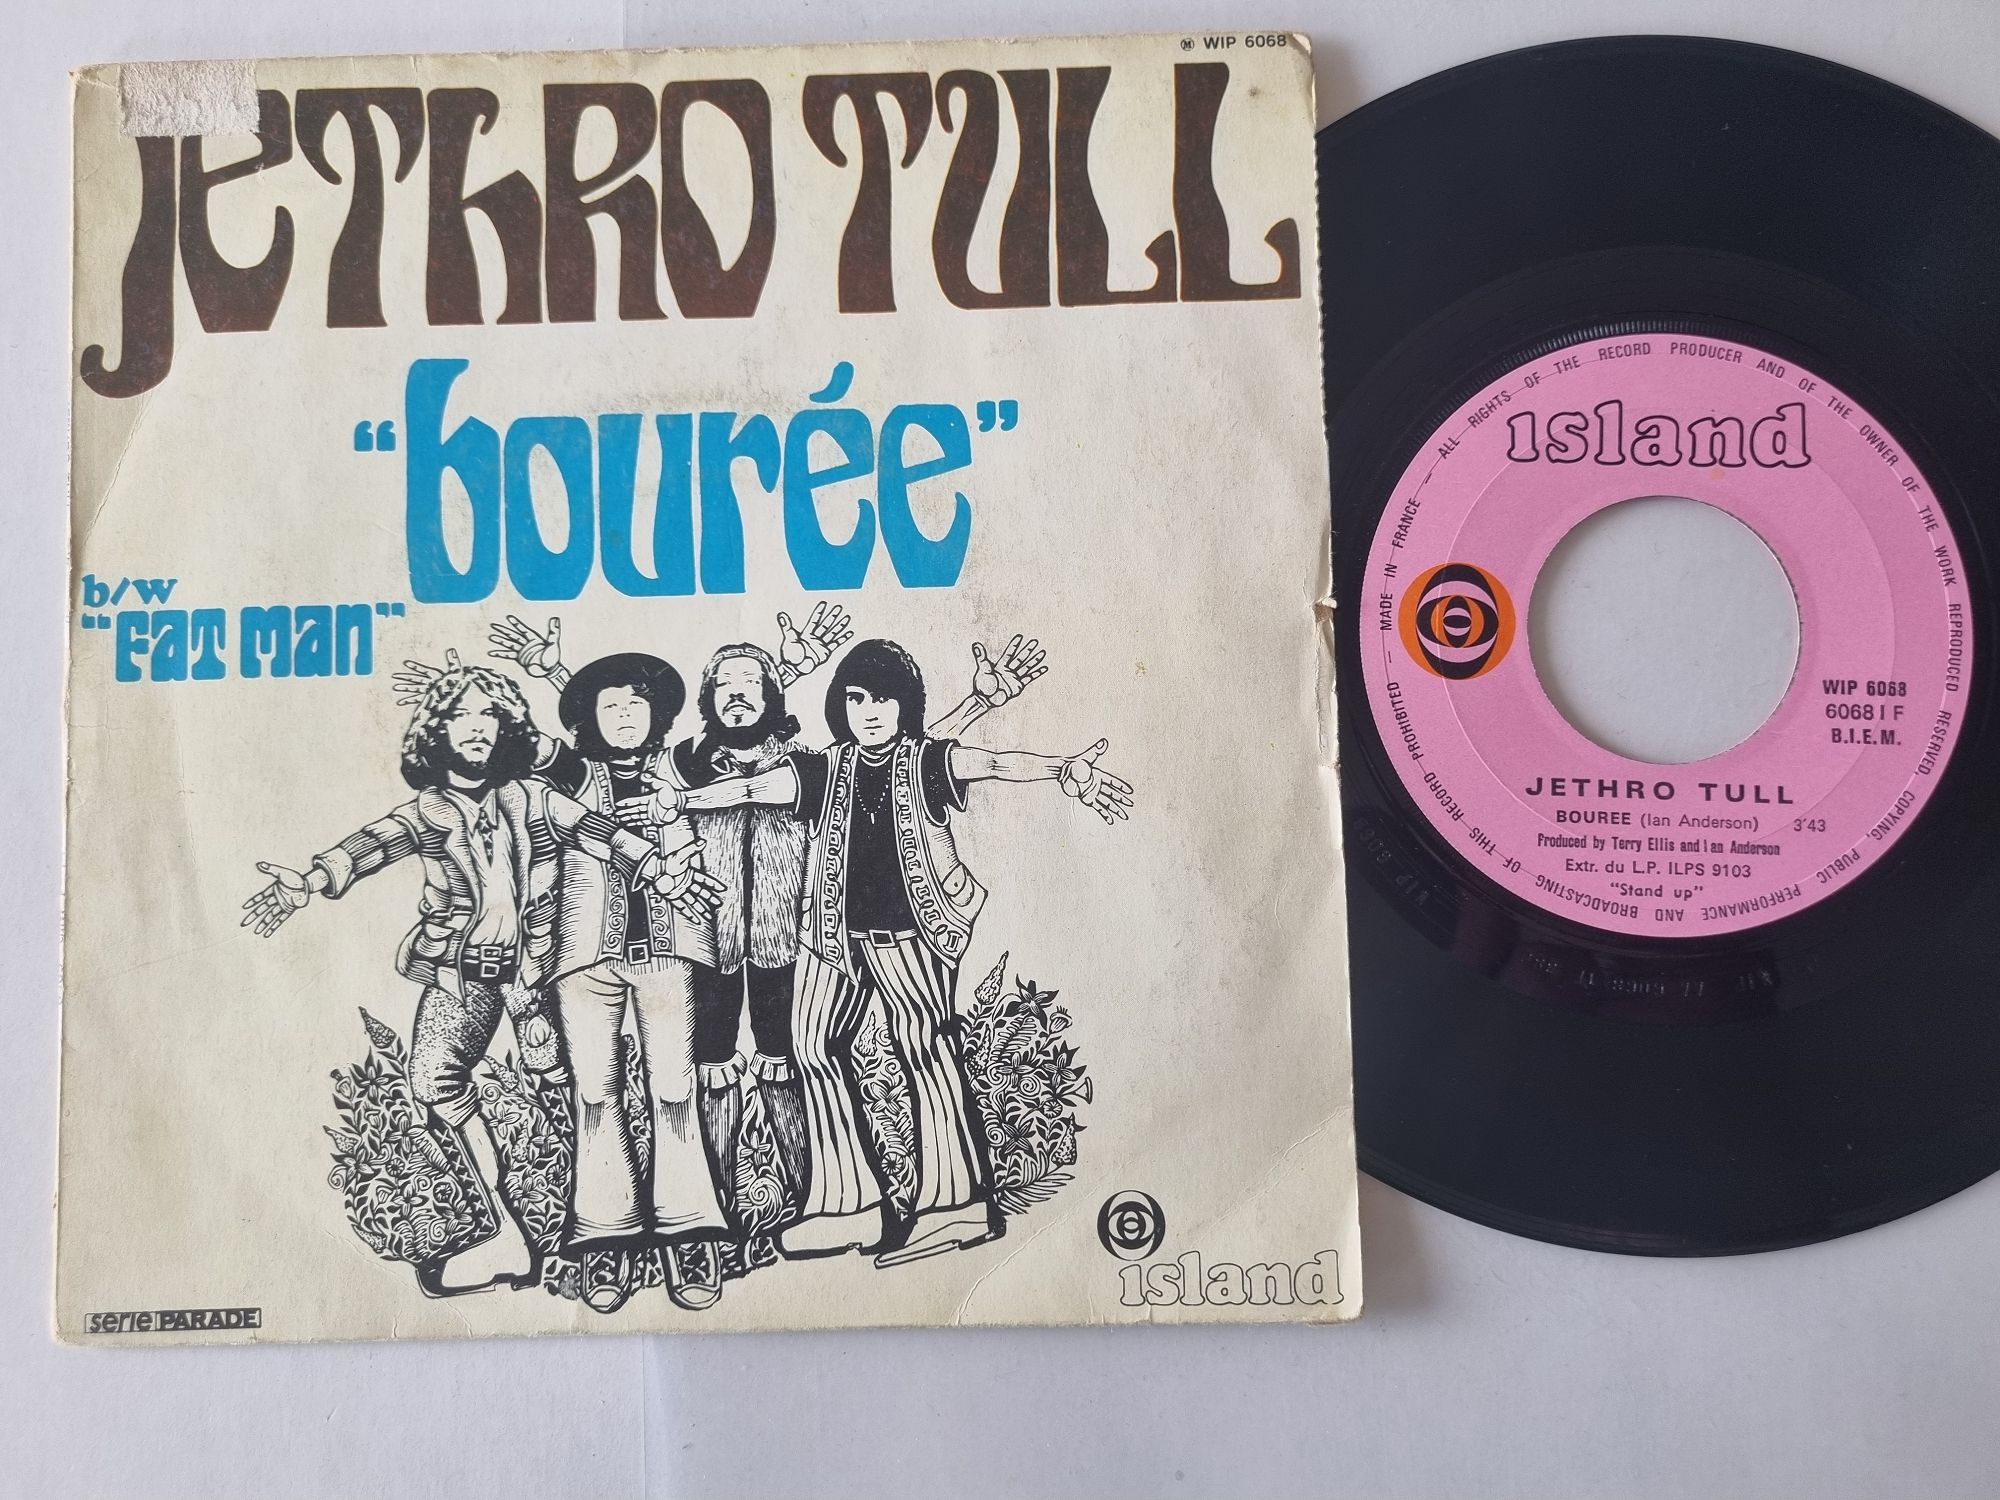 Ⓜ WIP 6068
JETHRO TULL
“bourée”
b/w
“FAT MAN”
island
serie PARADE
MADE IN FRANCE — ALL RIGHTS OF THE RECORD PRODUCER AND OF THE OWNER OF THE WORK REPRODUCED RESERVED. COPYING, PUBLIC PERFORMANCE AND BROADCASTING OF THIS RECORD PROHIBITED —
island
WIP 6068
6068 I F
B.I.E.M.
JETHRO TULL
BOUREE (Ian Anderson) 3'43
Produced by Terry Ellis and Ian Anderson
Extr. du L.P. ILPS 9103
"Stand up"